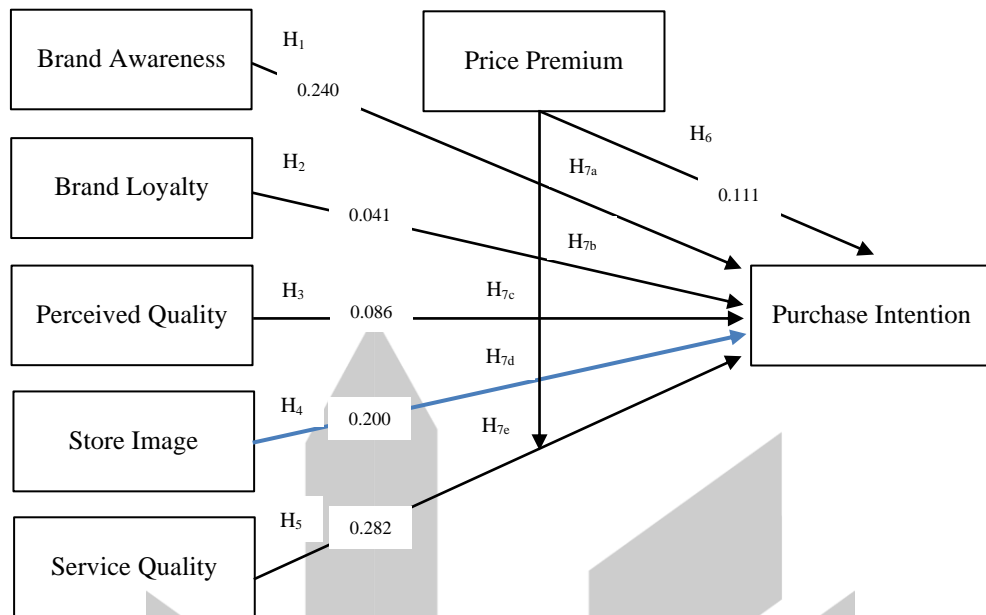 H₁
Brand Awareness
Price Premium
0.240
H₆
H₂
H₇ₐ
Brand Loyalty
0.111
0.041
H₇b
H₃
H₇c
Perceived Quality
0.086
Purchase Intention
H₇d
H₄
0.200
H₇e
Store Image
H₅
0.282
Service Quality